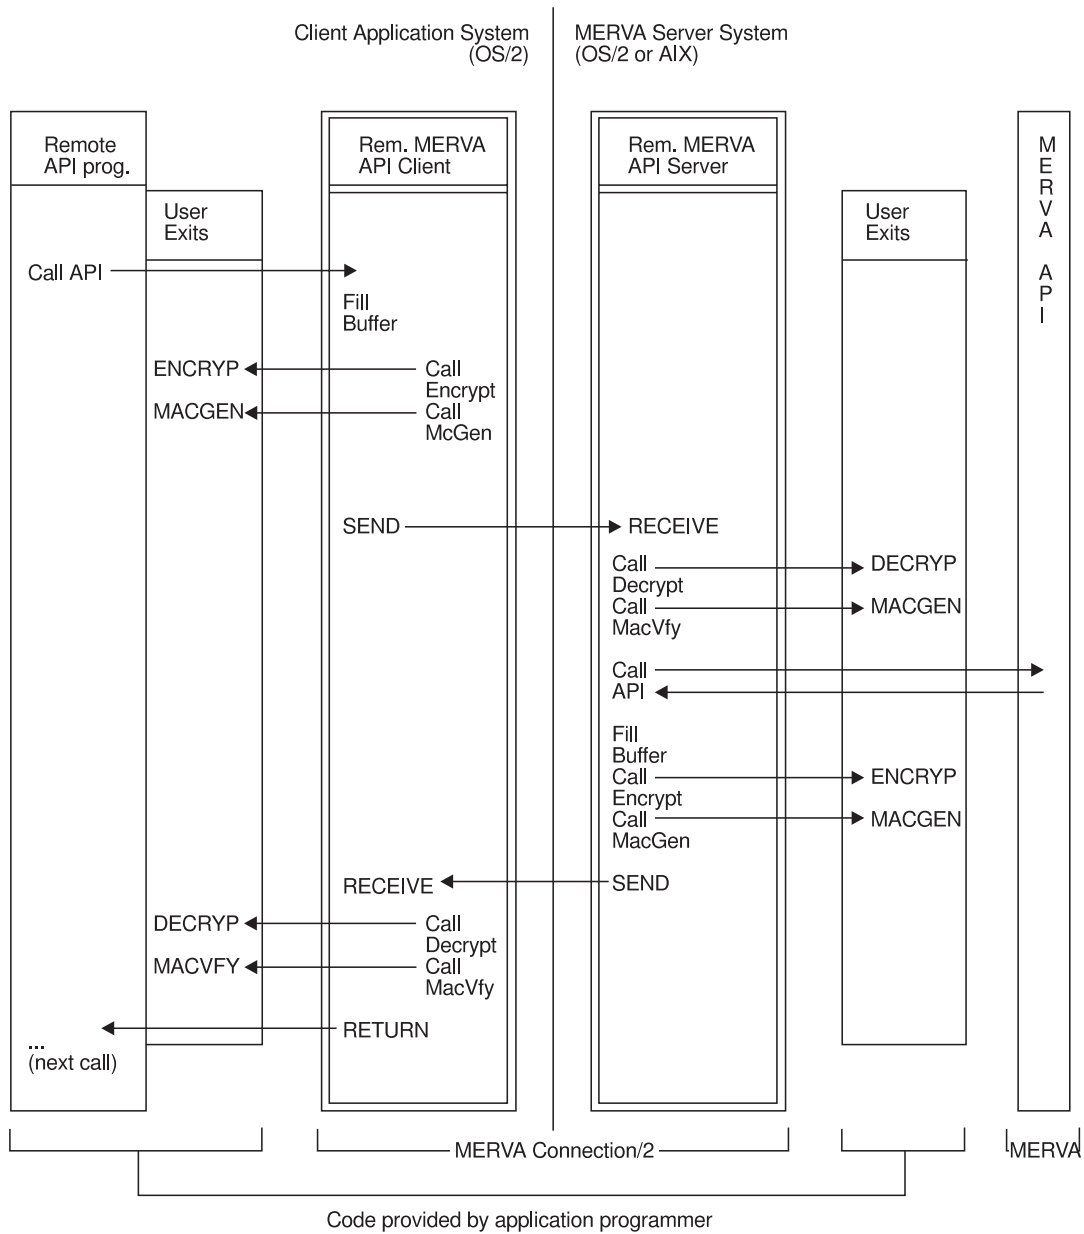 Client Application System
(OS/2)
MERVA Server System
(OS/2 or AIX)
Remote
API prog.
User
Exits
Rem. MERVA
API Client
Rem. MERVA
API Server
User
Exits
M
E
R
V
A
A
P
I
Call API
Fill
Buffer
ENCRYP
Call
Encrypt
MACGEN
Call
McGen
SEND
RECEIVE
Call
Decrypt
DECRYP
Call
MacVfy
MACGEN
Call
API
Fill
Buffer
Call
Encrypt
ENCRYP
Call
MacGen
MACGEN
RECEIVE
SEND
DECRYP
Call
Decrypt
MACVFY
Call
MacVfy
RETURN
...
(next call)
MERVA Connection/2
MERVA
Code provided by application programmer